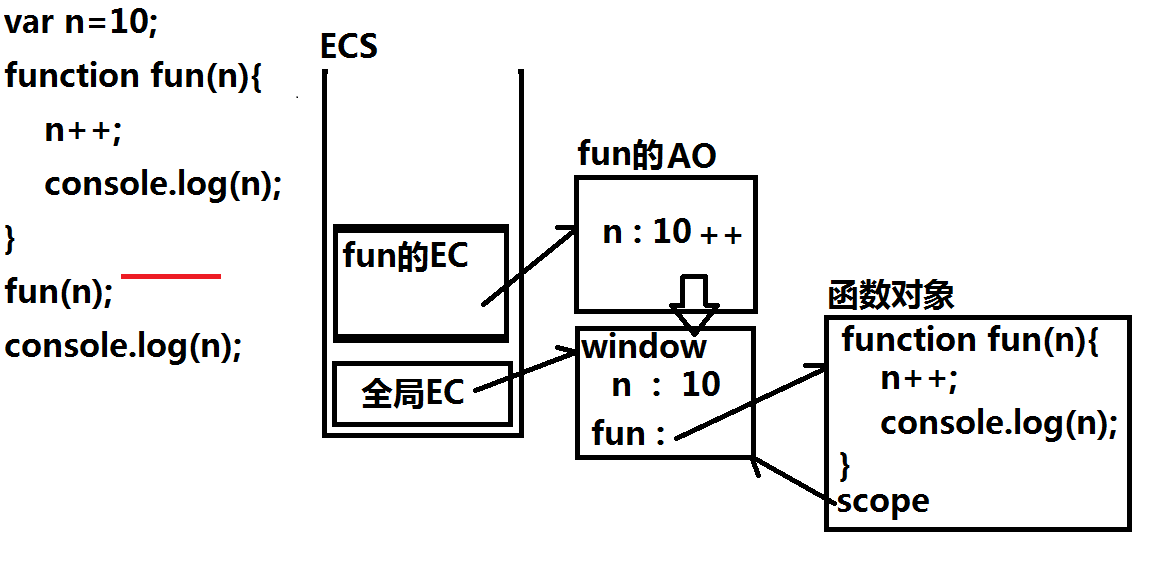 var n=10;
function fun(n){
n++;
console.log(n);
}
fun(n);
console.log(n);
ECS
fun的EC
全局EC
fun的AO
n : 10 ++
window
n : 10
fun :
函数对象
function fun(n){
n++;
console.log(n);
}
scope